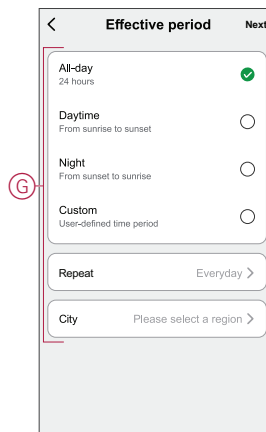 Effective period Next
All-day
24 hours
Daytime
From sunrise to sunset
Night
From sunset to sunrise
Custom
User-defined time period
G
Repeat Everyday
City Please select a region